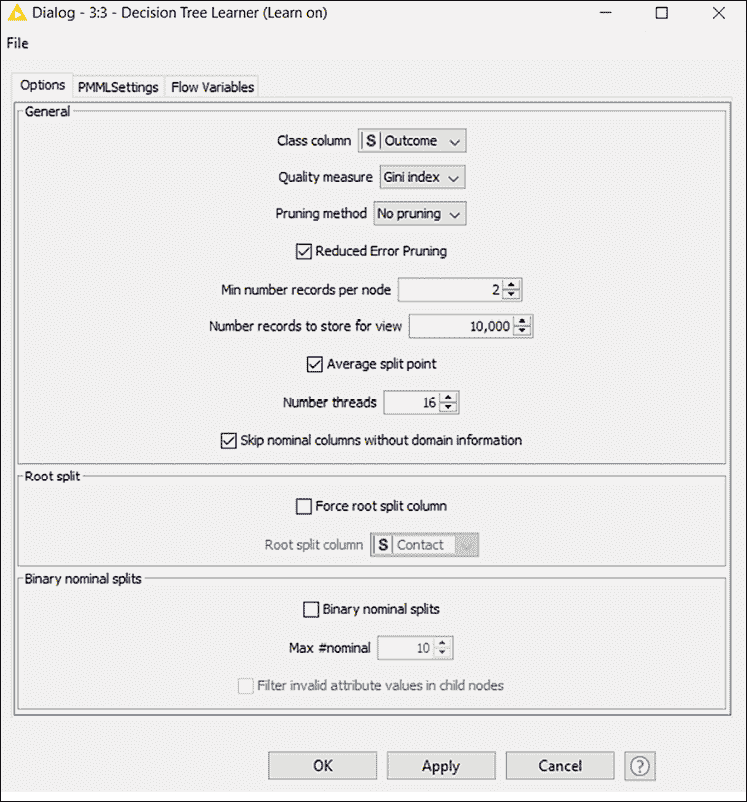 Dialog - 3:3 - Decision Tree Learner (Learn on)
File
Options PMMLSettings Flow Variables
General
Class column S Outcome
Quality measure Gini index
Pruning method No pruning
Reduced Error Pruning
Min number records per node 2
Number records to store for view 10,000
Average split point
Number threads 16
Skip nominal columns without domain information
Root split
Force root split column
Root split column S Contact
Binary nominal splits
Binary nominal splits
Max #nominal 10
Filter invalid attribute values in child nodes
OK Apply Cancel ?